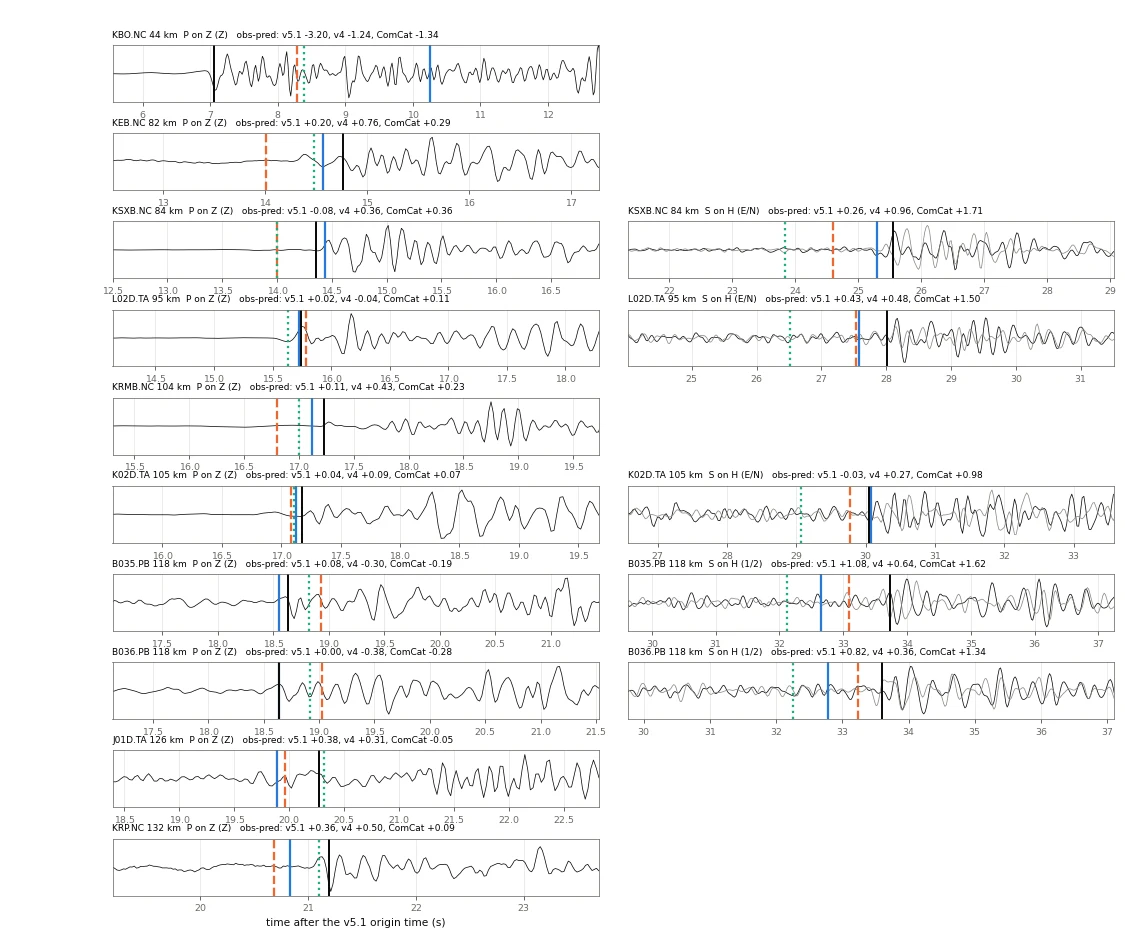 KBO.NC 44 km P on Z (Z) obs-pred: v5.1 -3.20, v4 -1.24, ComCat -1.34
6 7 8 9 10 11 12
KEB.NC 82 km P on Z (Z) obs-pred: v5.1 +0.20, v4 +0.76, ComCat +0.29
13 14 15 16 17
KSXB.NC 84 km P on Z (Z) obs-pred: v5.1 -0.08, v4 +0.36, ComCat +0.36
12.5 13.0 13.5 14.0 14.5 15.0 15.5 16.0 16.5
KSXB.NC 84 km S on H (E/N) obs-pred: v5.1 +0.26, v4 +0.96, ComCat +1.71
22 23 24 25 26 27 28 29
L02D.TA 95 km P on Z (Z) obs-pred: v5.1 +0.02, v4 -0.04, ComCat +0.11
14.5 15.0 15.5 16.0 16.5 17.0 17.5 18.0
L02D.TA 95 km S on H (E/N) obs-pred: v5.1 +0.43, v4 +0.48, ComCat +1.50
25 26 27 28 29 30 31
KRMB.NC 104 km P on Z (Z) obs-pred: v5.1 +0.11, v4 +0.43, ComCat +0.23
15.5 16.0 16.5 17.0 17.5 18.0 18.5 19.0 19.5
K02D.TA 105 km P on Z (Z) obs-pred: v5.1 +0.04, v4 +0.09, ComCat +0.07
16.0 16.5 17.0 17.5 18.0 18.5 19.0 19.5
K02D.TA 105 km S on H (E/N) obs-pred: v5.1 -0.03, v4 +0.27, ComCat +0.98
27 28 29 30 31 32 33
B035.PB 118 km P on Z (Z) obs-pred: v5.1 +0.08, v4 -0.30, ComCat -0.19
17.5 18.0 18.5 19.0 19.5 20.0 20.5 21.0
B035.PB 118 km S on H (1/2) obs-pred: v5.1 +1.08, v4 +0.64, ComCat +1.62
30 31 32 33 34 35 36 37
B036.PB 118 km P on Z (Z) obs-pred: v5.1 +0.00, v4 -0.38, ComCat -0.28
17.5 18.0 18.5 19.0 19.5 20.0 20.5 21.0 21.5
B036.PB 118 km S on H (1/2) obs-pred: v5.1 +0.82, v4 +0.36, ComCat +1.34
30 31 32 33 34 35 36 37
J01D.TA 126 km P on Z (Z) obs-pred: v5.1 +0.38, v4 +0.31, ComCat -0.05
18.5 19.0 19.5 20.0 20.5 21.0 21.5 22.0 22.5
KRP.NC 132 km P on Z (Z) obs-pred: v5.1 +0.36, v4 +0.50, ComCat +0.09
20 21 22 23
time after the v5.1 origin time (s)